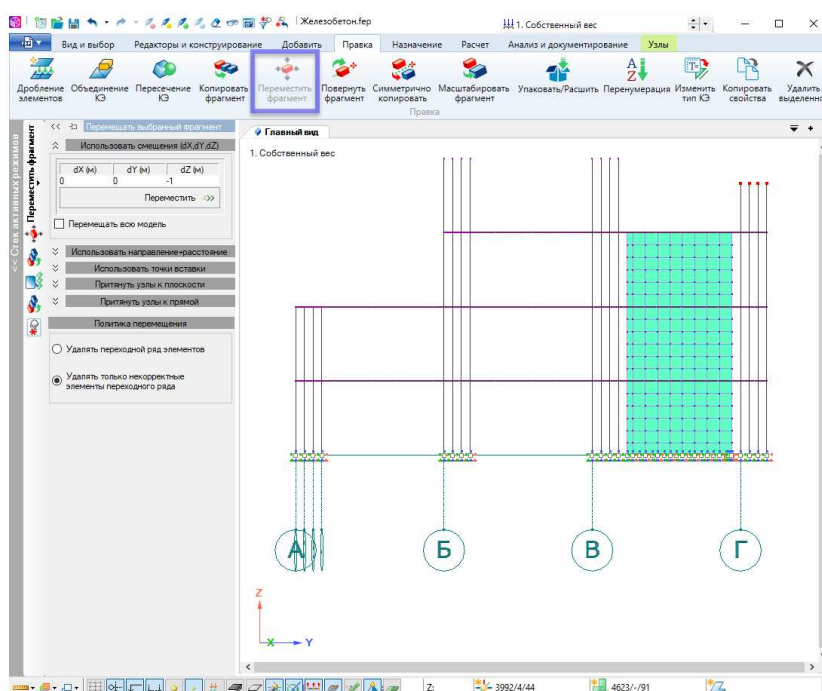 Железобетон.fep
1. Собственный вес
Вид и выбор Редакторы и конструирование Добавить Правка Назначение Расчет Анализ и документирование Узлы
Дробление элементов
Объединение КЭ
Пересечение КЭ
Копировать фрагмент
Переместить фрагмент
Повернуть фрагмент
Симметрично копировать
Масштабировать фрагмент
Упаковать/Расшить
Перенумерация
Изменить тип КЭ
Копировать свойства
Удалить
Правка
<< Стек активных режимов
Переместить фрагмент
<< Перемещать выбранный фрагмент
Использовать смещения (dX,dY,dZ)
dX (м) dY (м) dZ (м)
0 0 -1
Переместить
Перемещать всю модель
Использовать направление+расстояние
Использовать точки вставки
Притянуть узлы к плоскости
Притянуть узлы к прямой
Политика перемещения
Удалять переходной ряд элементов
Удалять только некорректные
элементы переходного ряда
Главный вид
1. Собственный вес
А Б В Г
Z
X Y
Z: 3992/4/44 4623/-/91